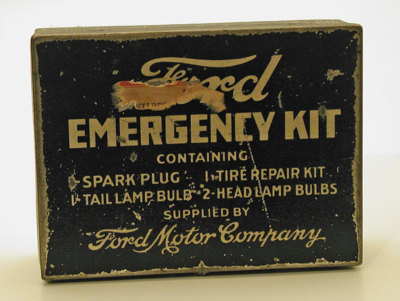 Ford
EMERGENCY KIT
CONTAINING
SPARK PLUG 1-TIRE REPAIR KIT
1-TAIL LAMP BULB 2-HEAD LAMP BULBS
SUPPLIED BY
Ford Motor Company